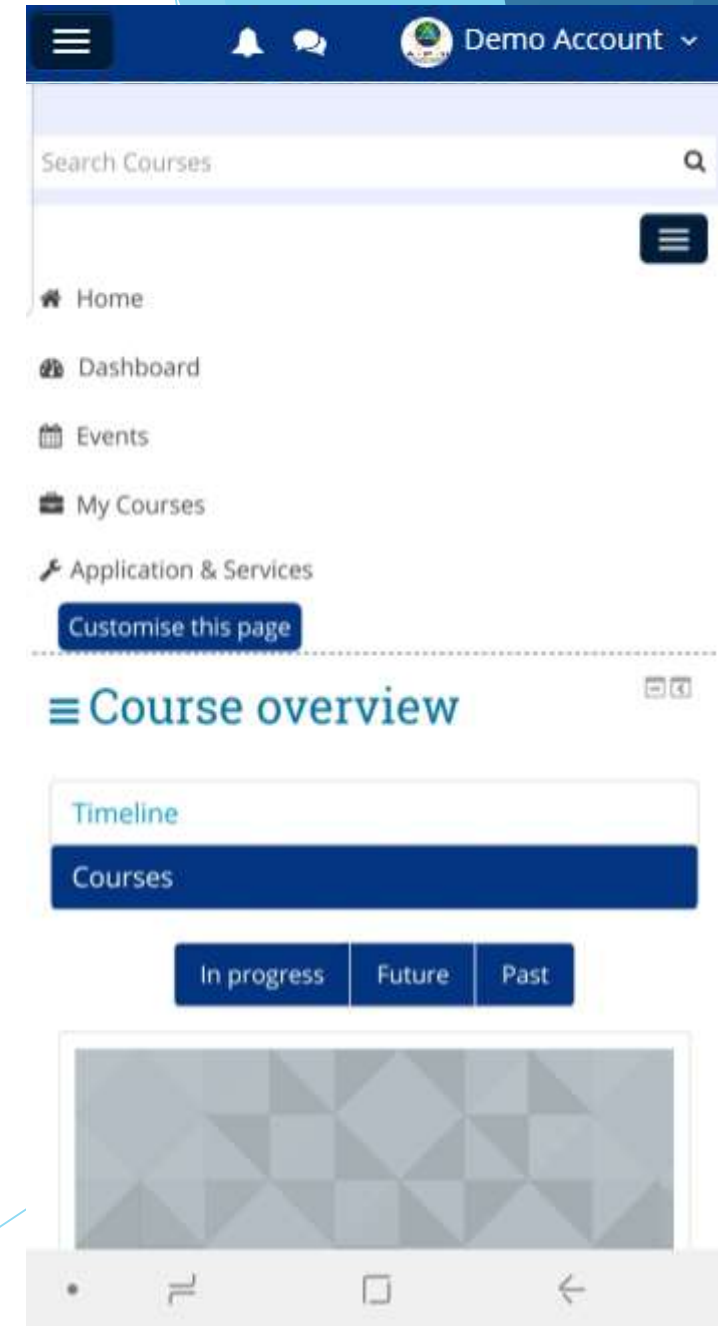 Demo Account
Search Courses
Home
Dashboard
Events
My Courses
Application & Services
Customise this page
Course overview
Timeline
Courses
In progress Future Past